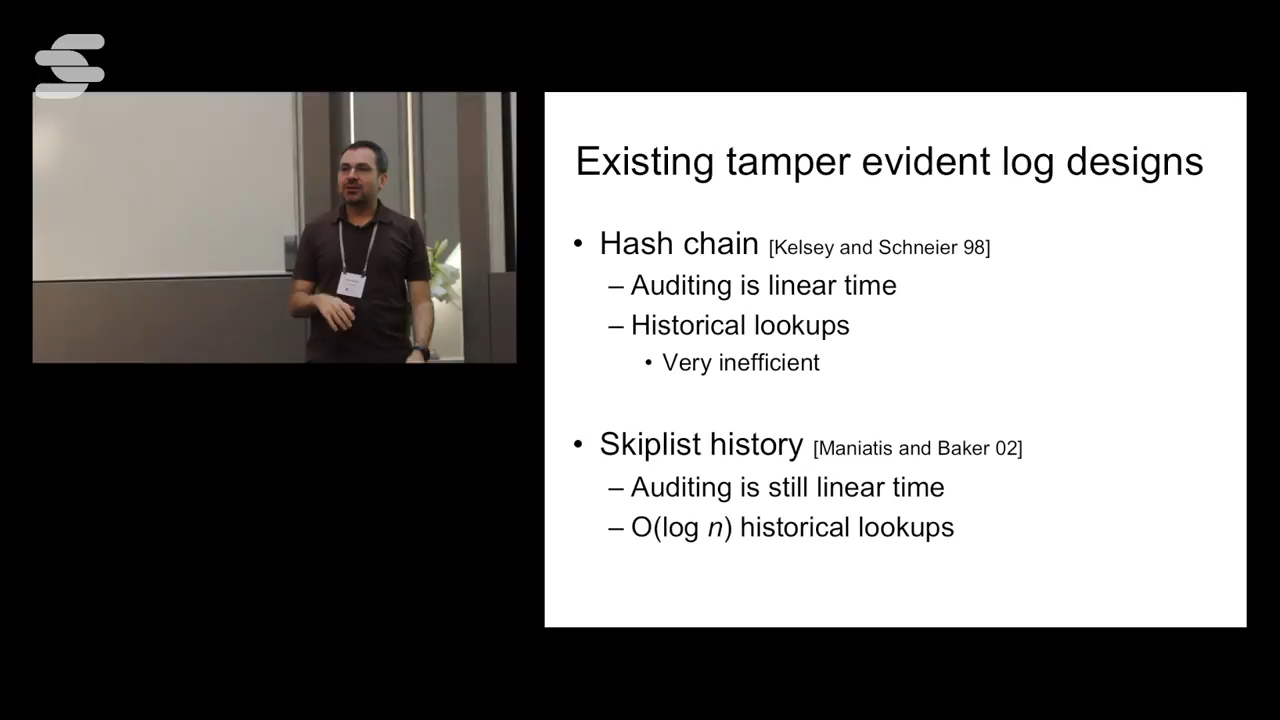 Existing tamper evident log designs
• Hash chain [Kelsey and Schneier 98]
– Auditing is linear time
– Historical lookups
• Very inefficient
• Skiplist history [Maniatis and Baker 02]
– Auditing is still linear time
– O(log n) historical lookups